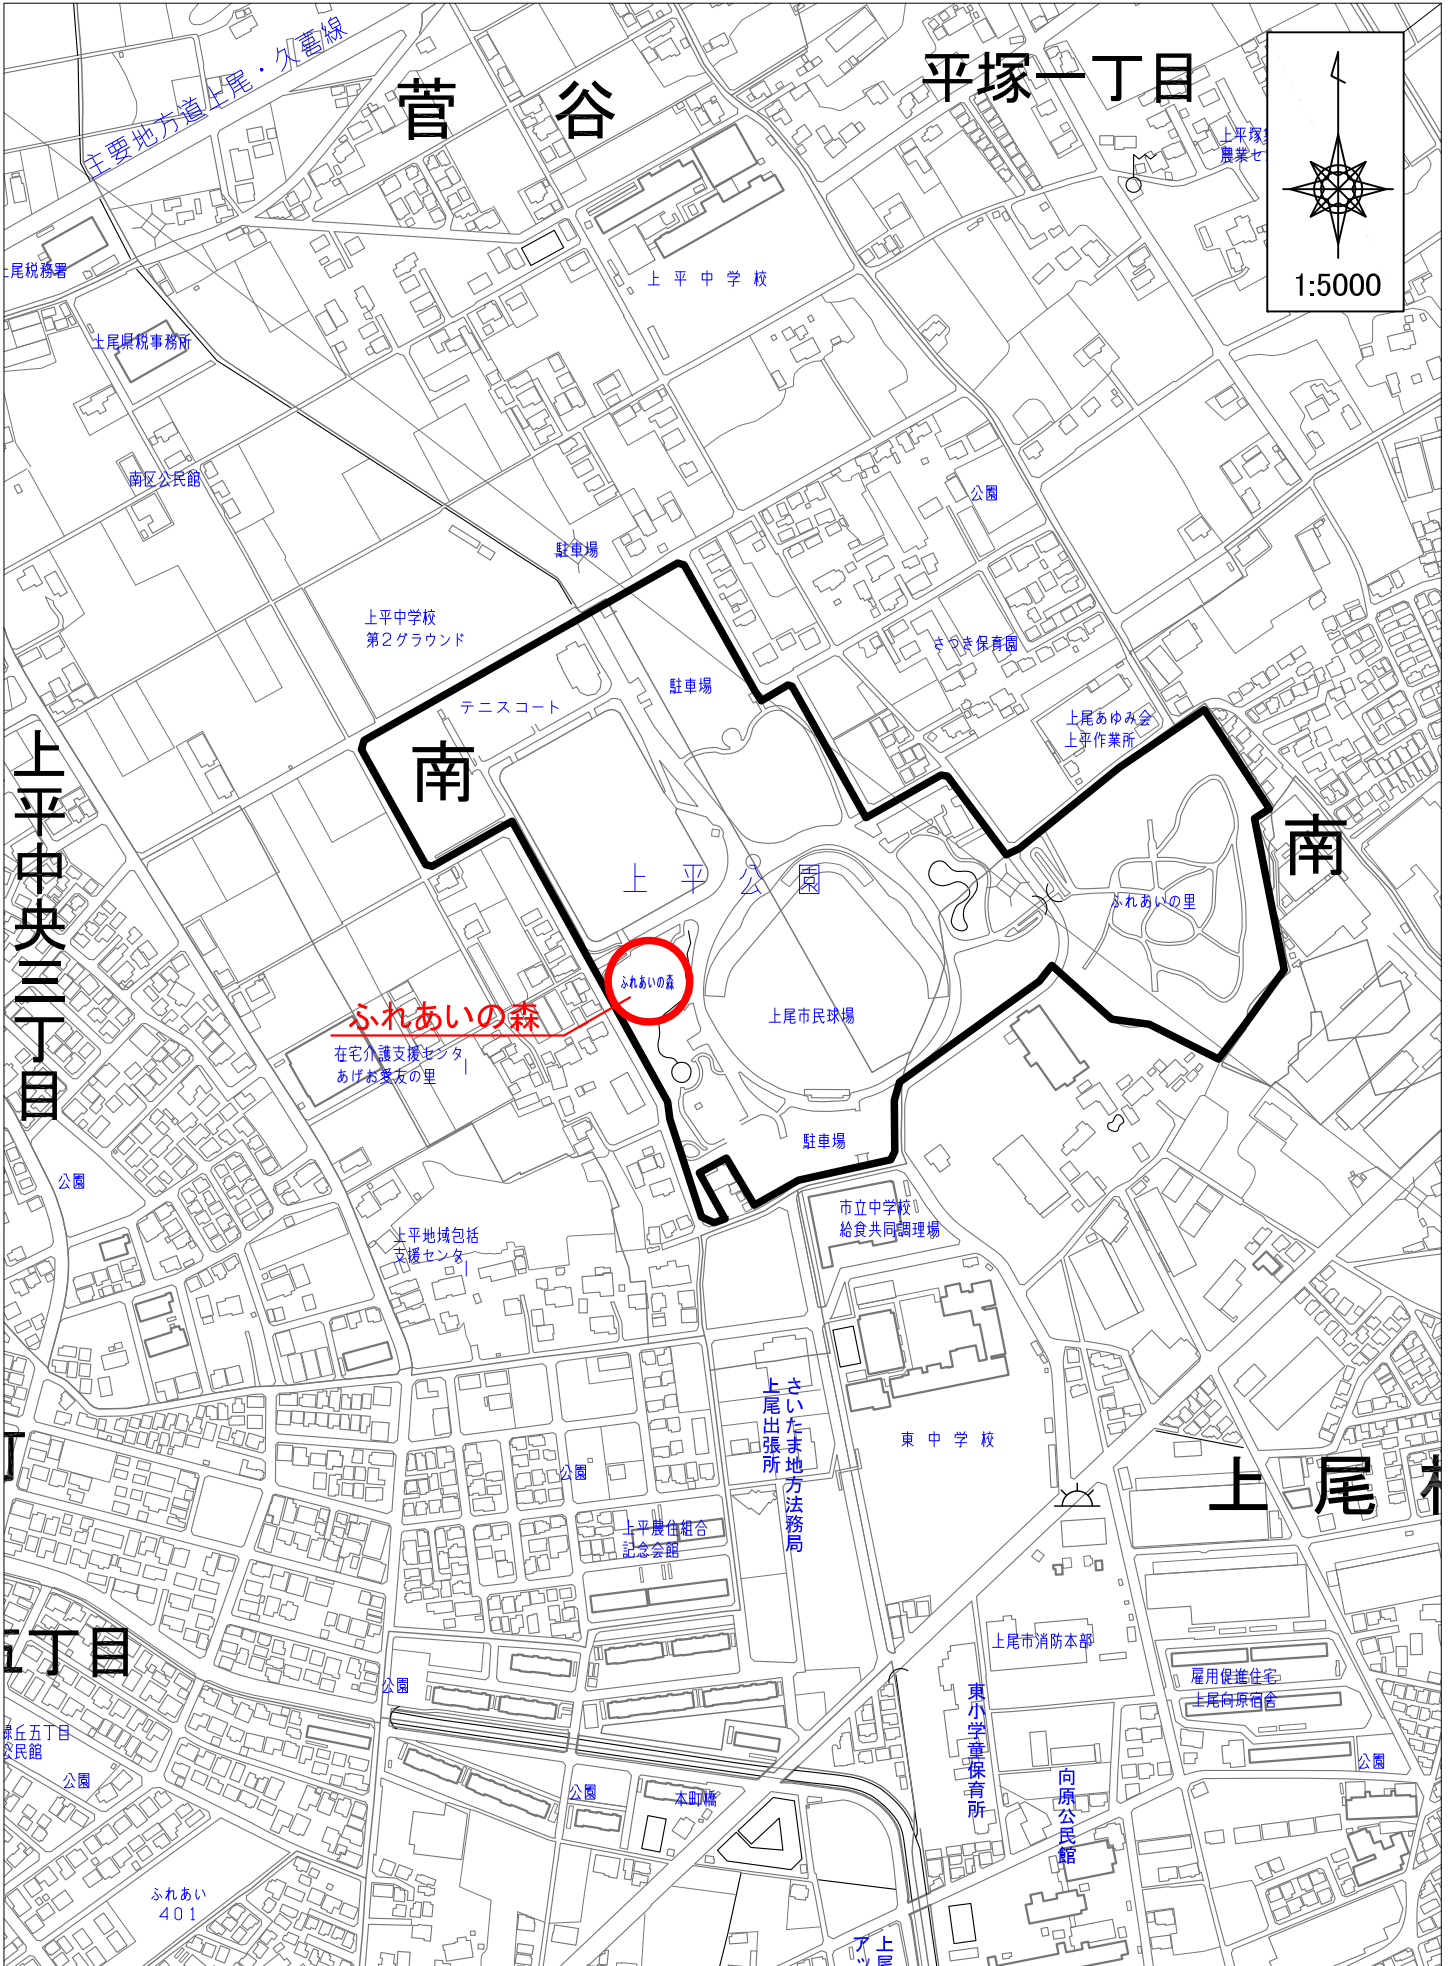 主要地方道上尾・久喜線
菅谷
平塚一丁目
上平塚
農業セ
1:5000
上尾税務署
上平中学校
上尾県税事務所
南区公民館
公園
駐車場
上平中学校
第2グラウンド
さつき保育園
駐車場
テニスコート
上尾あゆみ会
上平作業所
南
上平中央三丁目
南
上平公園
ふれあいの里
ふれあいの森
ふれあいの森
上尾市民球場
在宅介護支援センター
あげお愛友の里
駐車場
公園
市立中学校
給食共同調理場
上平地域包括
支援センター
さいたま地方法務局
上尾出張所
東中学校
町
公園
上尾
上平農住組合
記念会館
五丁目
上尾市消防本部
雇用促進住宅
上尾向原宿舎
公園
東小学童保育所
緑丘五丁目
公民館
公園
公園
本町橋
向原公民館
公園
ふれあい
401
上尾
アッ